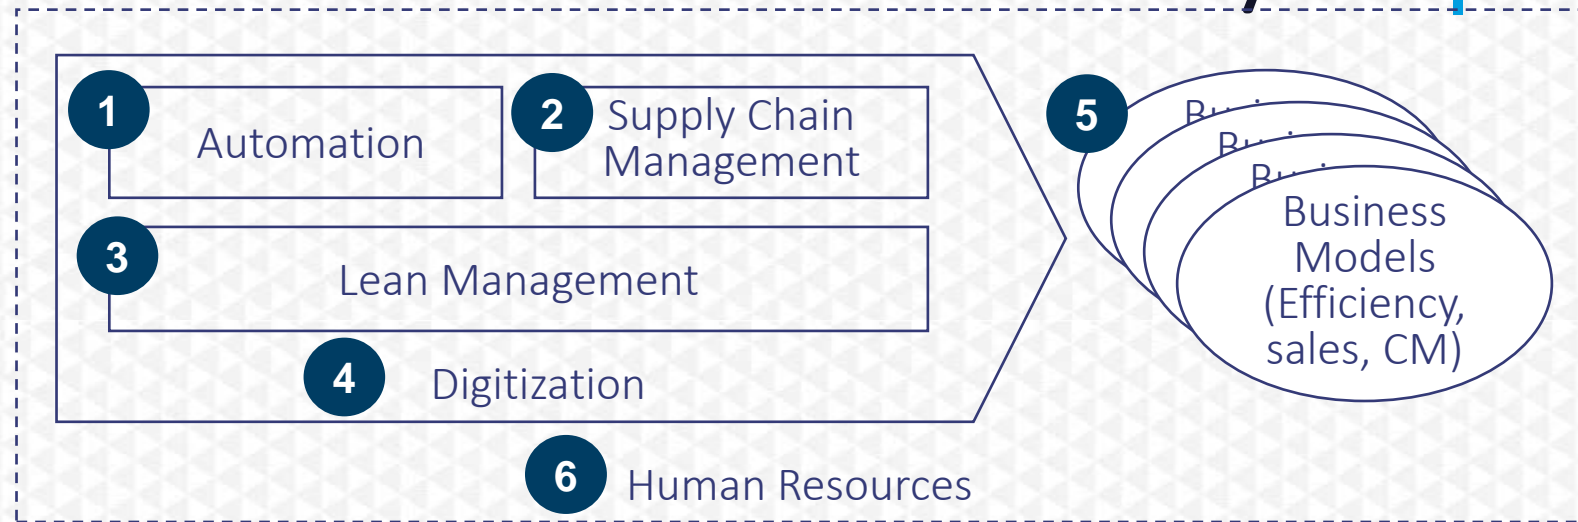 1
Automation
2
Supply Chain
Management
3
Lean Management
4
Digitization
5
Business
Models
(Efficiency,
sales, CM)
6
Human Resources